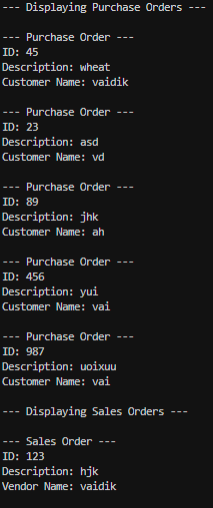 --- Displaying Purchase Orders ---
--- Purchase Order ---
ID: 45
Description: wheat
Customer Name: vaidik
--- Purchase Order ---
ID: 23
Description: asd
Customer Name: vd
--- Purchase Order ---
ID: 89
Description: jhk
Customer Name: ah
--- Purchase Order ---
ID: 456
Description: yui
Customer Name: vai
--- Purchase Order ---
ID: 987
Description: uoixuu
Customer Name: vai
--- Displaying Sales Orders ---
--- Sales Order ---
ID: 123
Description: hjk
Vendor Name: vaidik